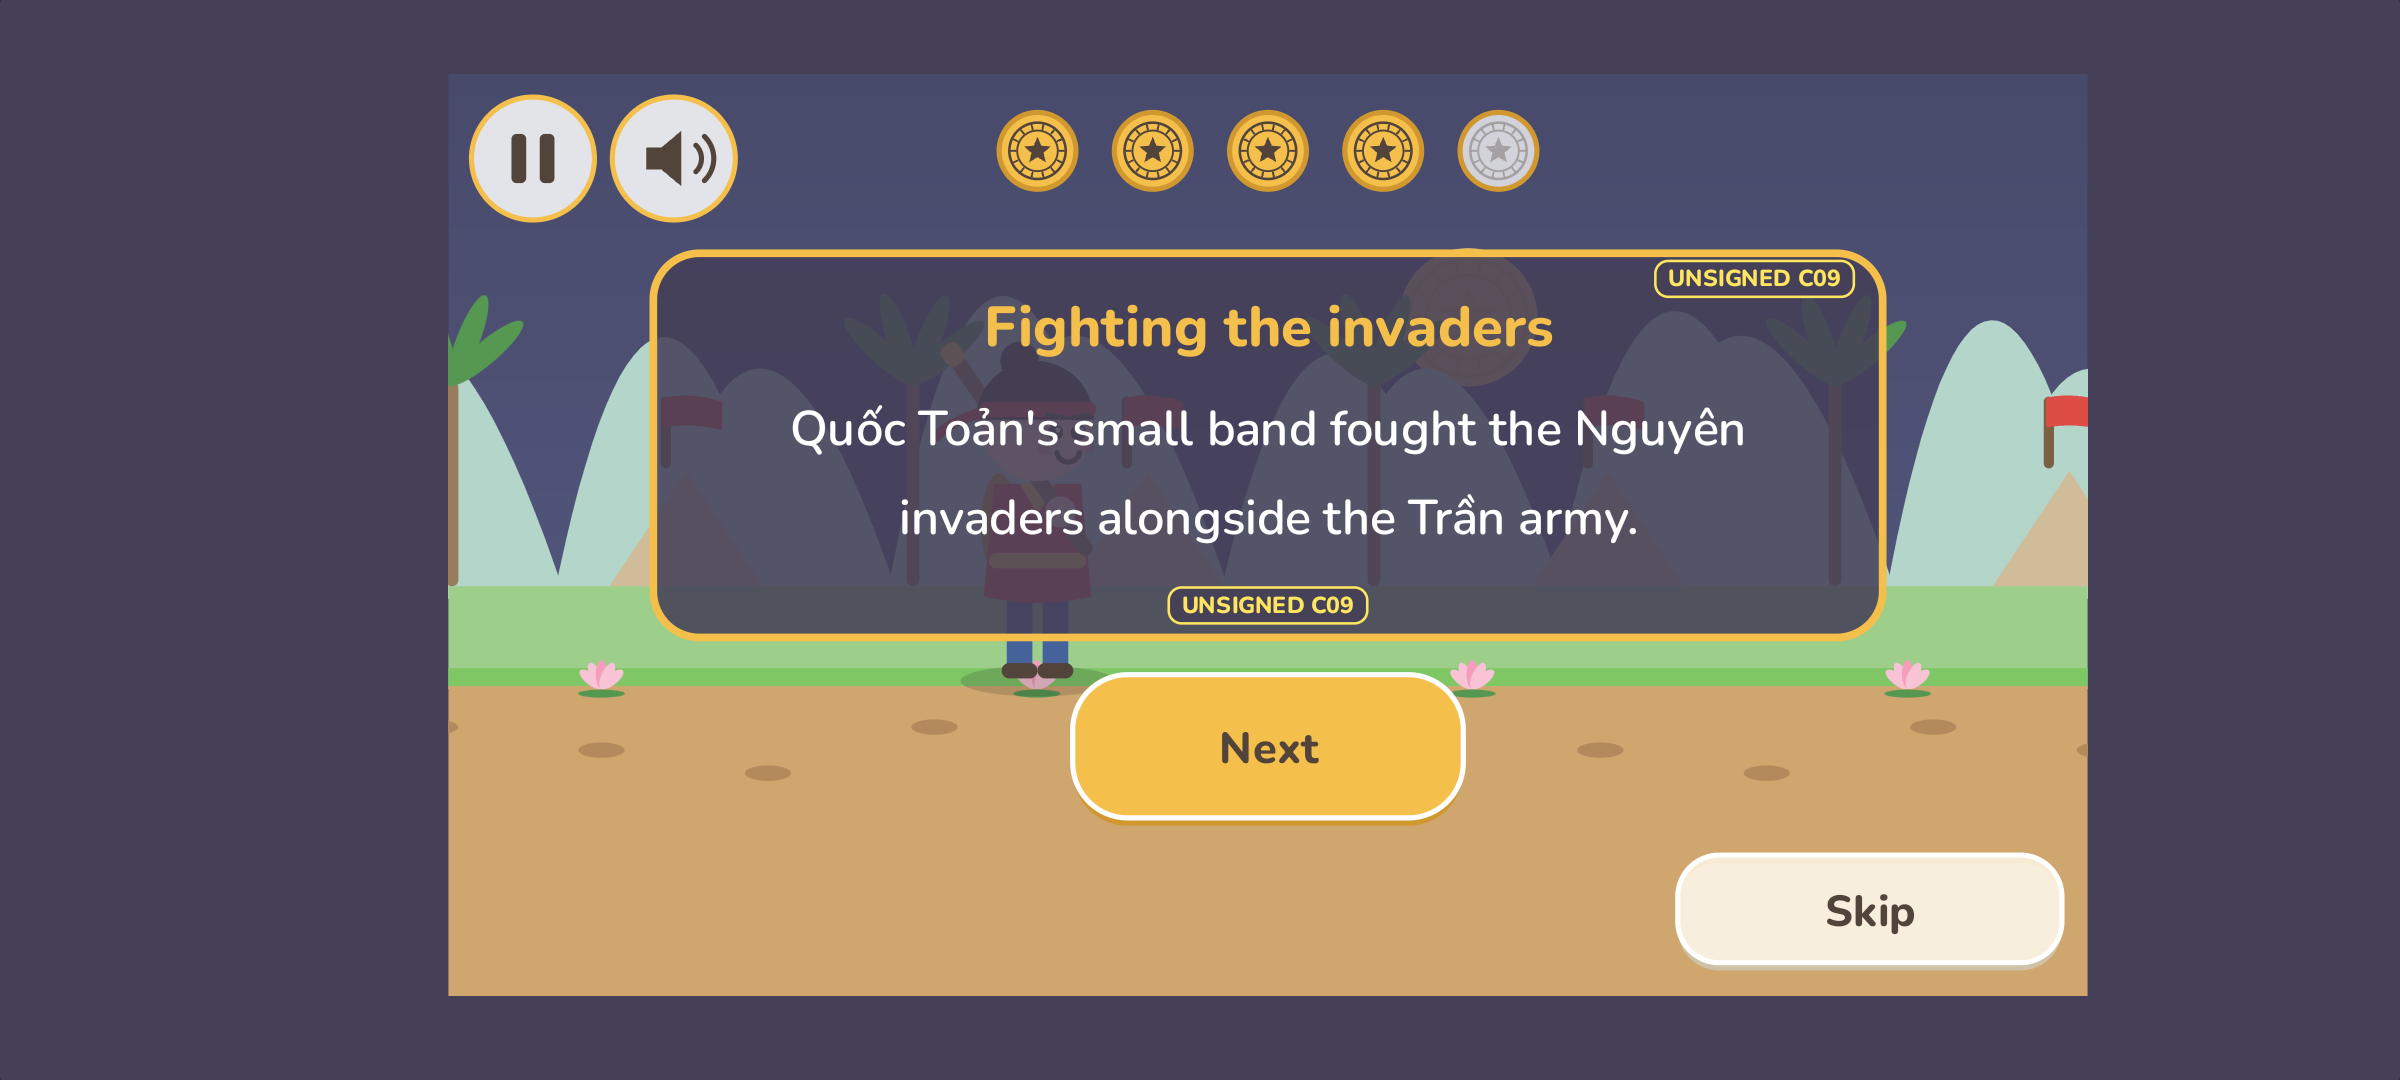 UNSIGNED C09
Fighting the invaders
Quốc Toản's small band fought the Nguyên
invaders alongside the Trần army.
UNSIGNED C09
Next
Skip